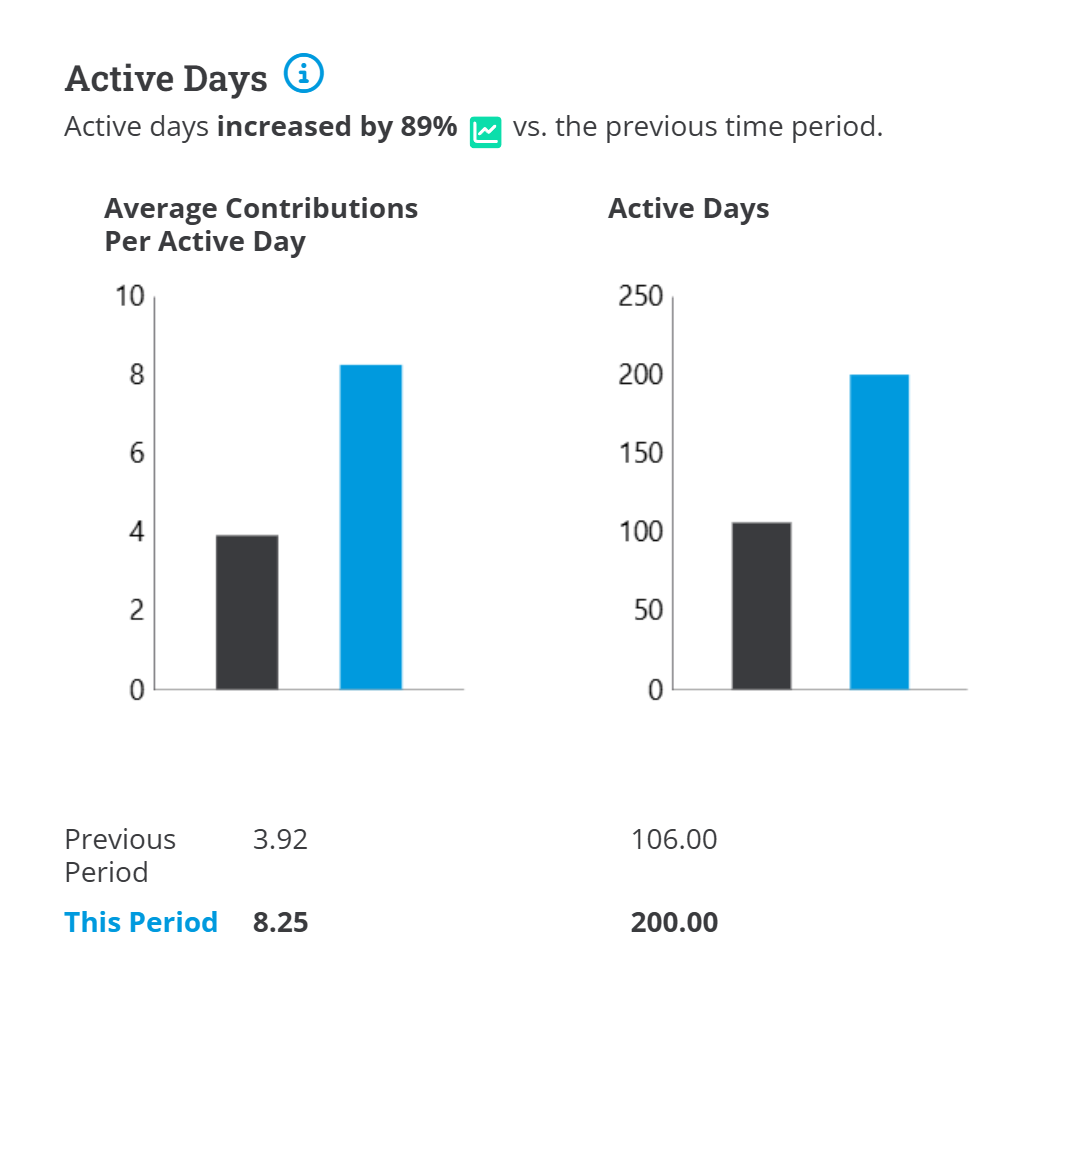 Active Days
Active days increased by 89% vs. the previous time period.
Average Contributions
Per Active Day
10
8
6
4
2
0
Active Days
250
200
150
100
50
0
Previous
Period
3.92
106.00
This Period 8.25 200.00